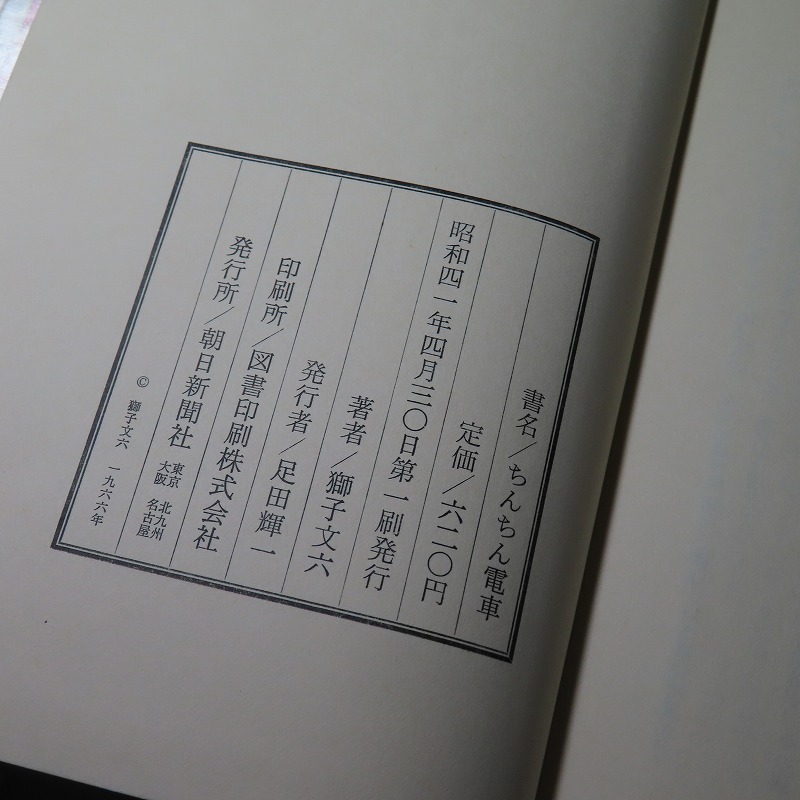 書名／ちんちん電車
定価／六二〇円
昭和四一年四月三〇日第一刷発行
著者／獅子文六
発行者／足田輝一
印刷所／図書印刷株式会社
発行所／朝日新聞社 東京 大阪 北九州 名古屋
© 獅子文六 一九六六年